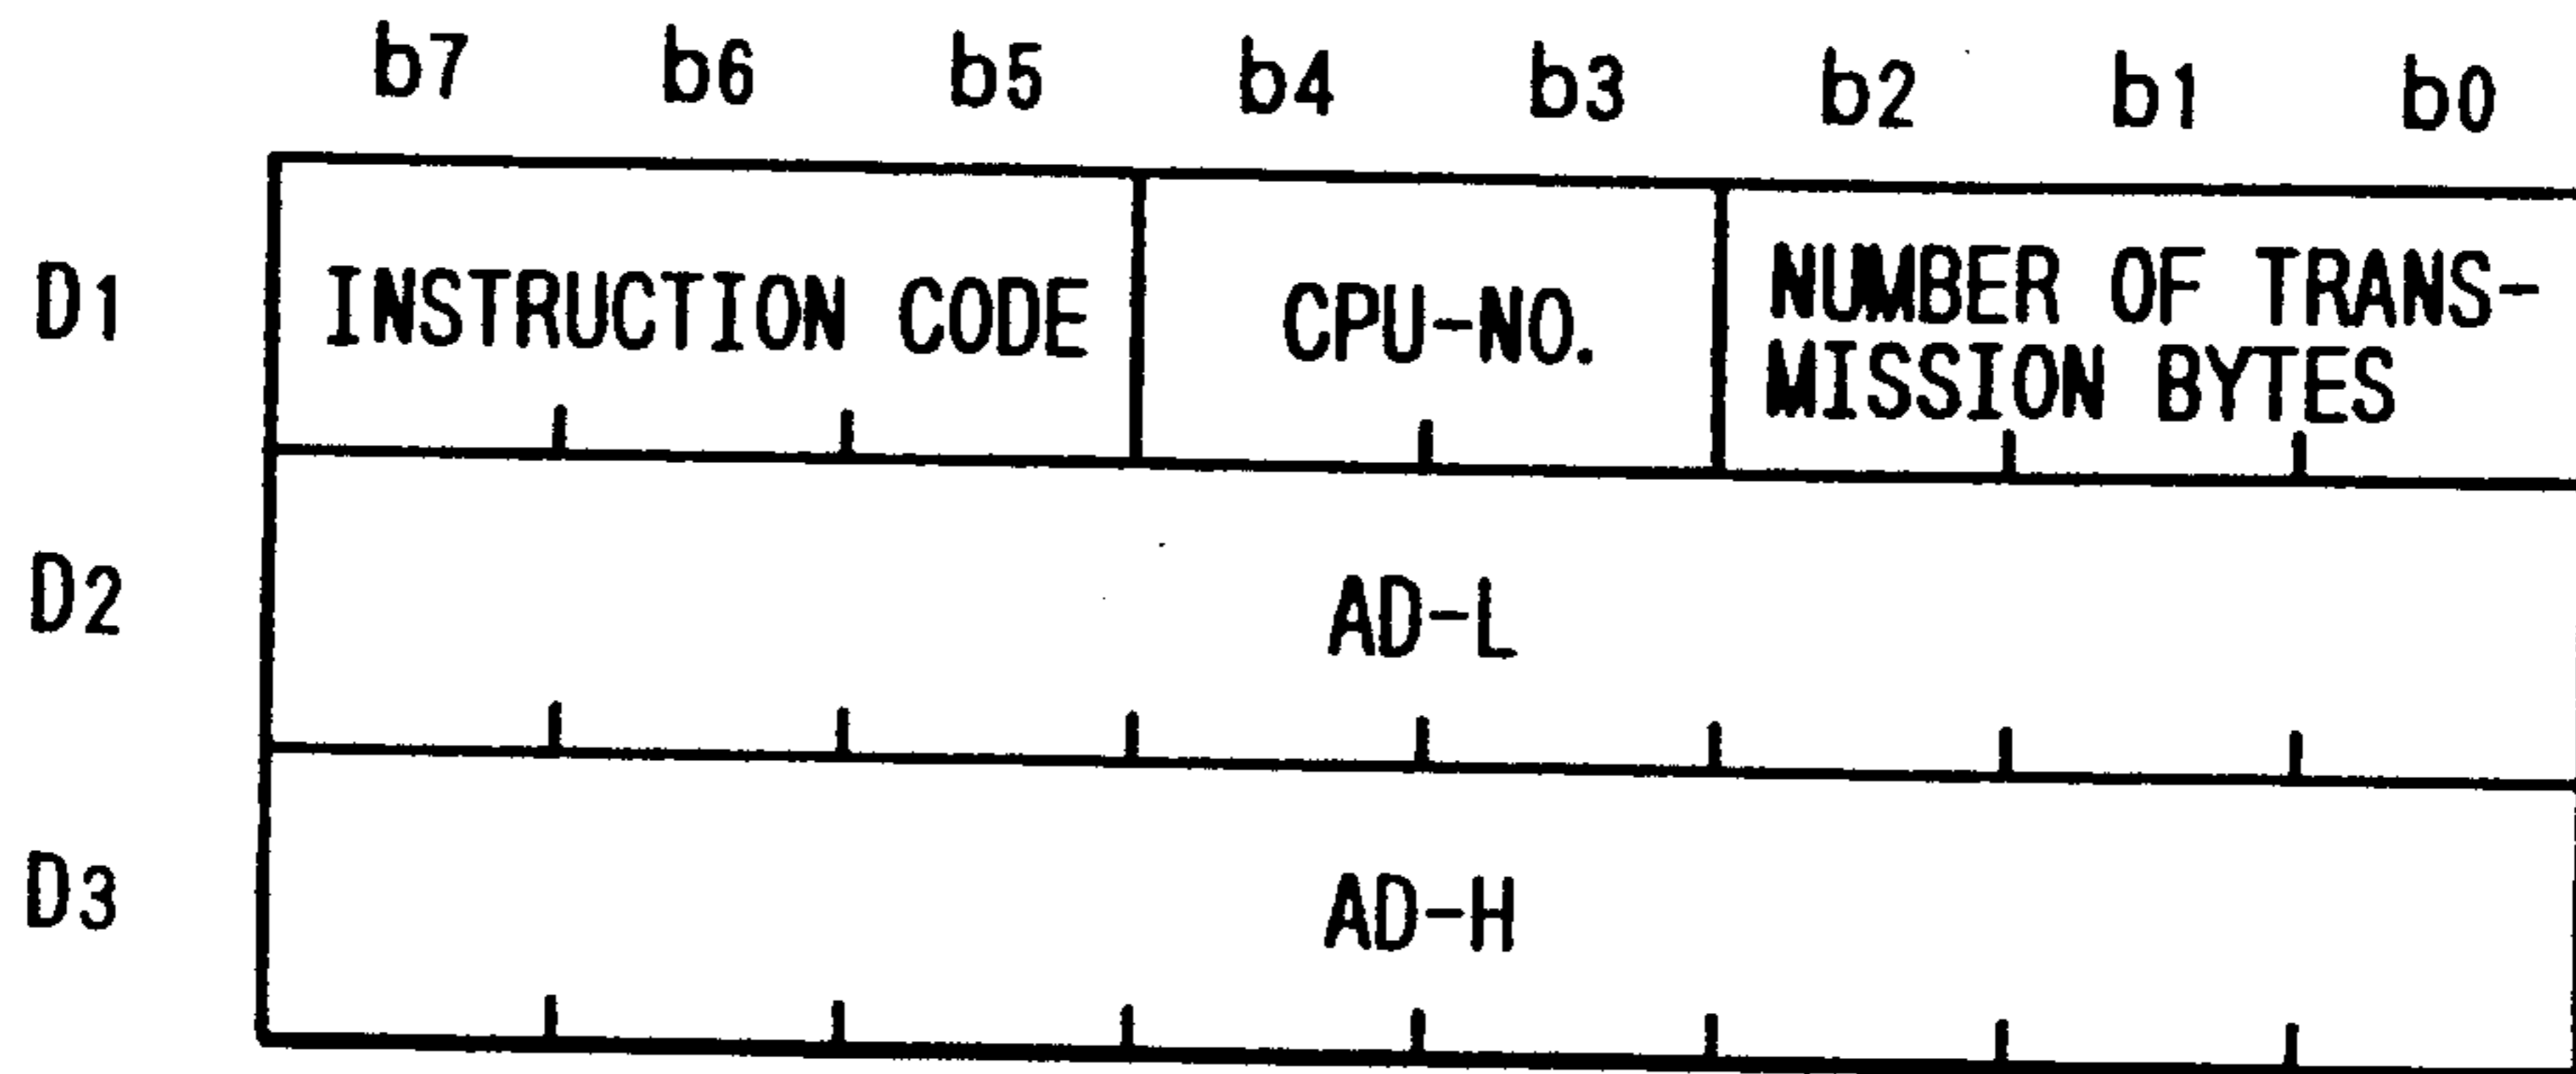 b7 b6 b5 b4 b3 b2 b1 b0
D1 INSTRUCTION CODE CPU-NO. NUMBER OF TRANS-
MISSION BYTES
D2 AD-L
D3 AD-H